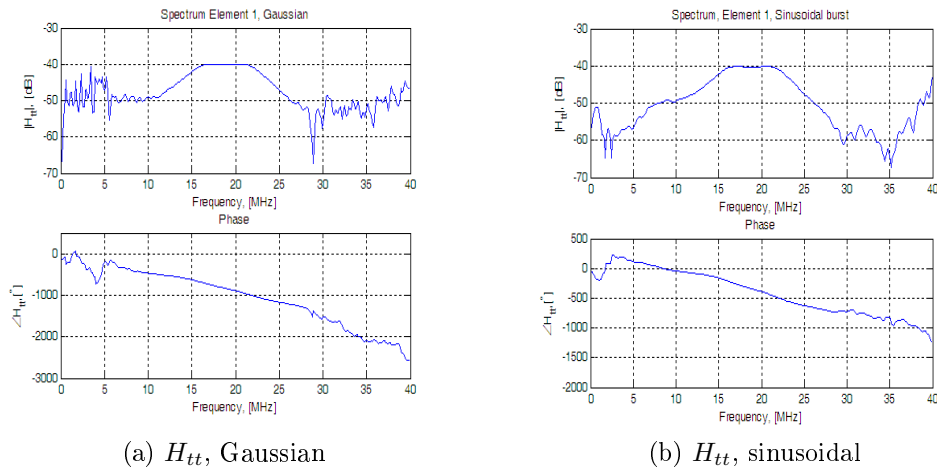 Spectrum Element 1, Gaussian
-30
-40
-50
-60
-70
|H_tt|, [dB]
0 5 10 15 20 25 30 35 40
Frequency, [MHz]
Phase
0
-1000
-2000
-3000
∠H_tt,[°]
0 5 10 15 20 25 30 35 40
Frequency, [MHz]
(a) H_tt, Gaussian
Spectrum, Element 1, Sinusoidal burst
-30
-40
-50
-60
-70
|H_tt|, [dB]
0 5 10 15 20 25 30 35 40
Frequency, [MHz]
Phase
500
0
-500
-1000
-1500
-2000
∠H_tt,[°]
0 5 10 15 20 25 30 35 40
Frequency, [MHz]
(b) H_tt, sinusoidal